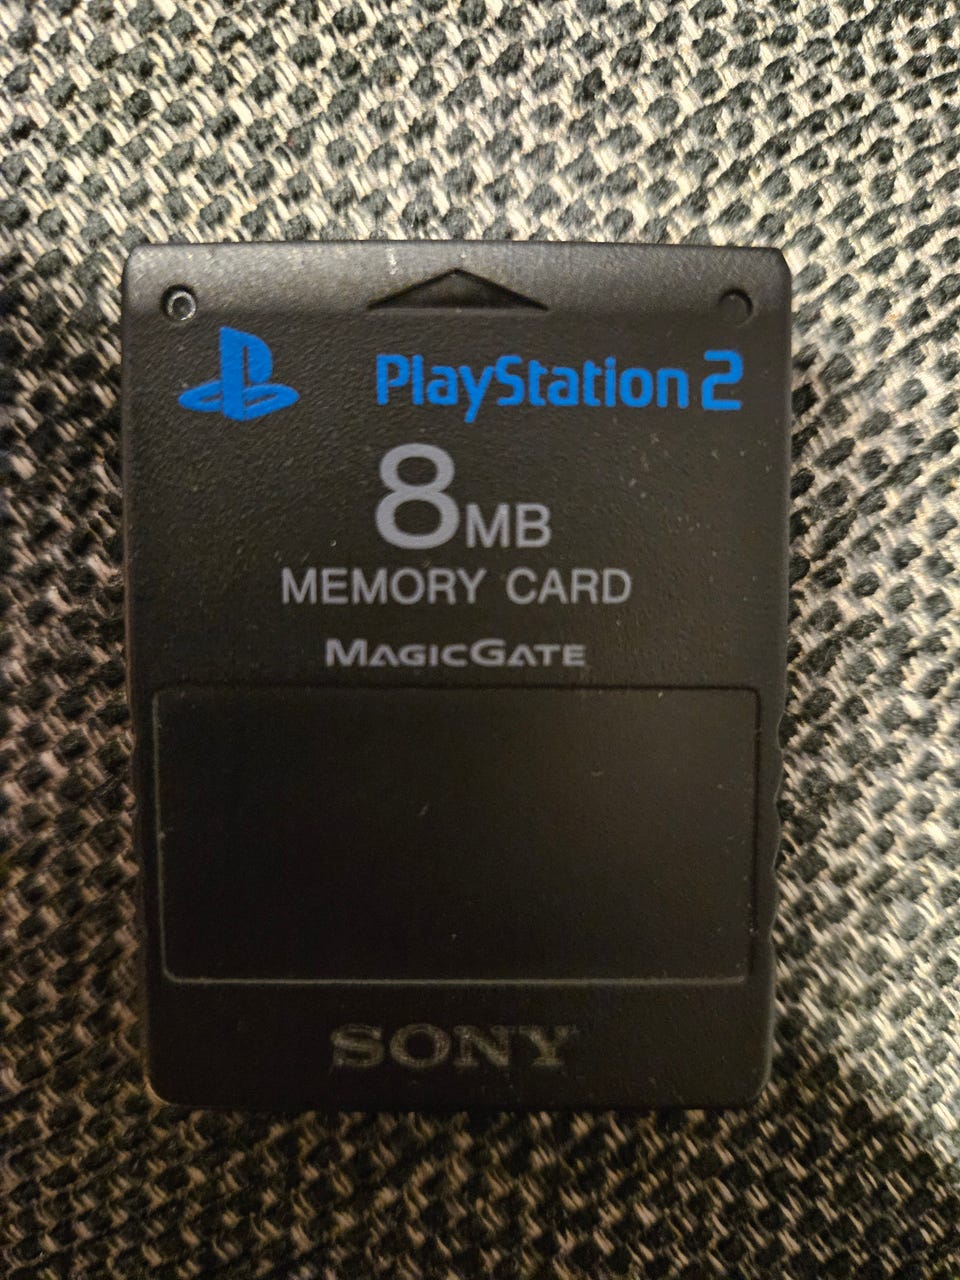 PlayStation 2
8MB
MEMORY CARD
MAGICGATE
SONY